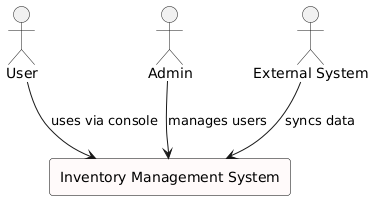 User
Admin
External System
uses via console
manages users
syncs data
Inventory Management System